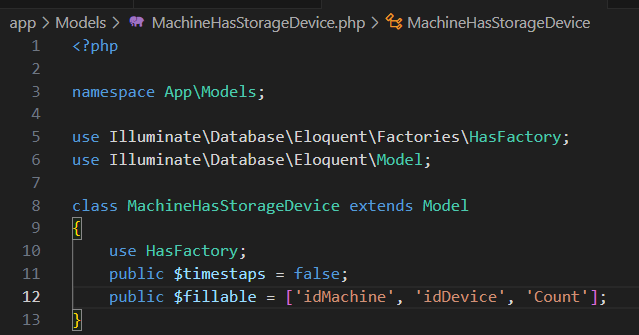 app > Models > MachineHasStorageDevice.php > MachineHasStorageDevice
1 <?php
2
3 namespace App\Models;
4
5 use Illuminate\Database\Eloquent\Factories\HasFactory;
6 use Illuminate\Database\Eloquent\Model;
7
8 class MachineHasStorageDevice extends Model
9 {
10 use HasFactory;
11 public $timestaps = false;
12 public $fillable = ['idMachine', 'idDevice', 'Count'];
13 }